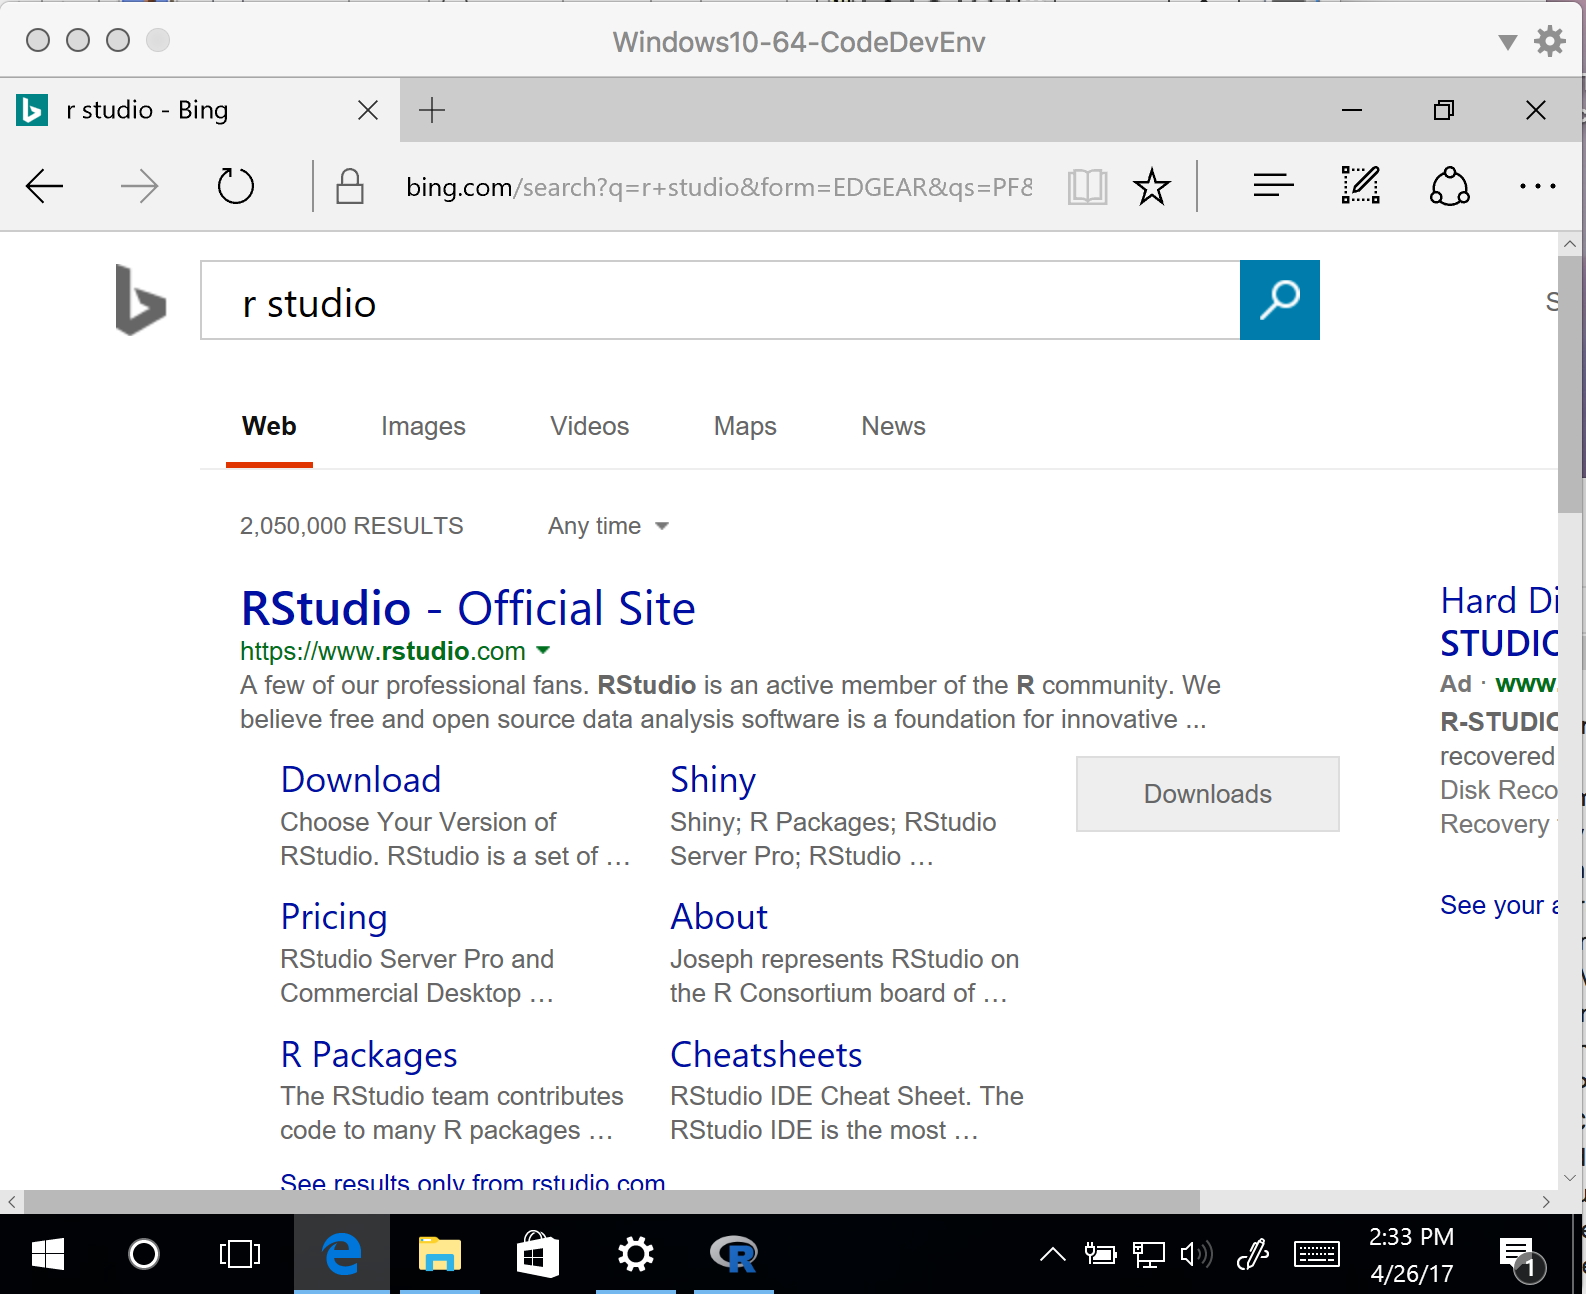 Windows10-64-CodeDevEnv
r studio - Bing
bing.com/search?q=r+studio&form=EDGEAR&qs=PF&
r studio
S
Web Images Videos Maps News
2,050,000 RESULTS Any time
RStudio - Official Site
https://www.rstudio.com
A few of our professional fans. RStudio is an active member of the R community. We
believe free and open source data analysis software is a foundation for innovative ...
Download
Choose Your Version of
RStudio. RStudio is a set of ...
Shiny
Shiny; R Packages; RStudio
Server Pro; RStudio ...
Downloads
Pricing
RStudio Server Pro and
Commercial Desktop ...
About
Joseph represents RStudio on
the R Consortium board of ...
R Packages
The RStudio team contributes
code to many R packages ...
Cheatsheets
RStudio IDE Cheat Sheet. The
RStudio IDE is the most ...
See results only from rstudio.com
Hard Di
STUDIO
Ad · www.
R-STUDIO
recovered
Disk Reco
Recovery
See your a
2:33 PM
4/26/17
1